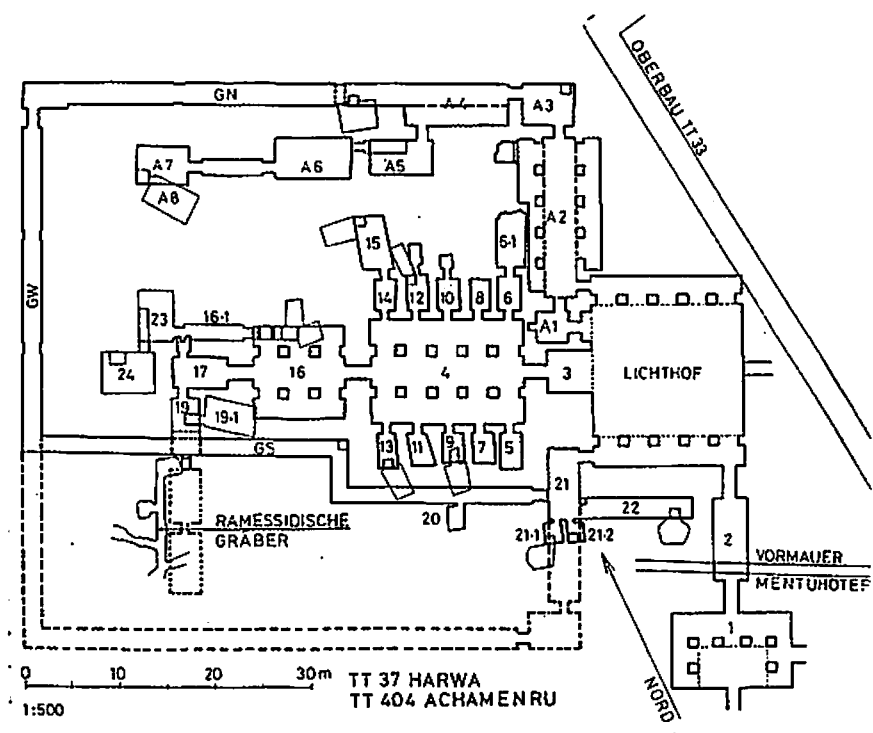 OBERBAU TT 33
GN
A4
A3
A7
A6
A5
A8
A2
6·1
15
14
12
10
8
6
A1
GW
23
16·1
24
17
16
4
3
LICHTHOF
19
19·1
GS
13
11
9
7
5
21
22
20
21·1
21·2
2
RAMESSIDISCHE
GRABER
VORMAUER
MENTUHOTEP
1
NORD
0 10 20 30m
1:500
TT 37 HARWA
TT 404 ACHAMENRU